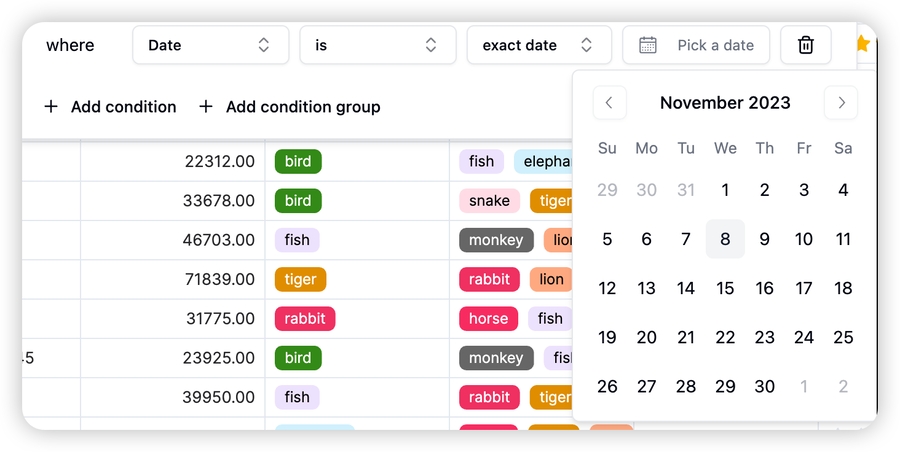 where Date is exact date Pick a date
+ Add condition + Add condition group
November 2023
Su Mo Tu We Th Fr Sa
29 30 31 1 2 3 4
5 6 7 8 9 10 11
12 13 14 15 16 17 18
19 20 21 22 23 24 25
26 27 28 29 30 1 2
22312.00 bird fish
33678.00 bird snake tiger
46703.00 fish monkey
71839.00 tiger rabbit lion
31775.00 rabbit horse fish
23925.00 bird monkey
39950.00 fish rabbit tiger